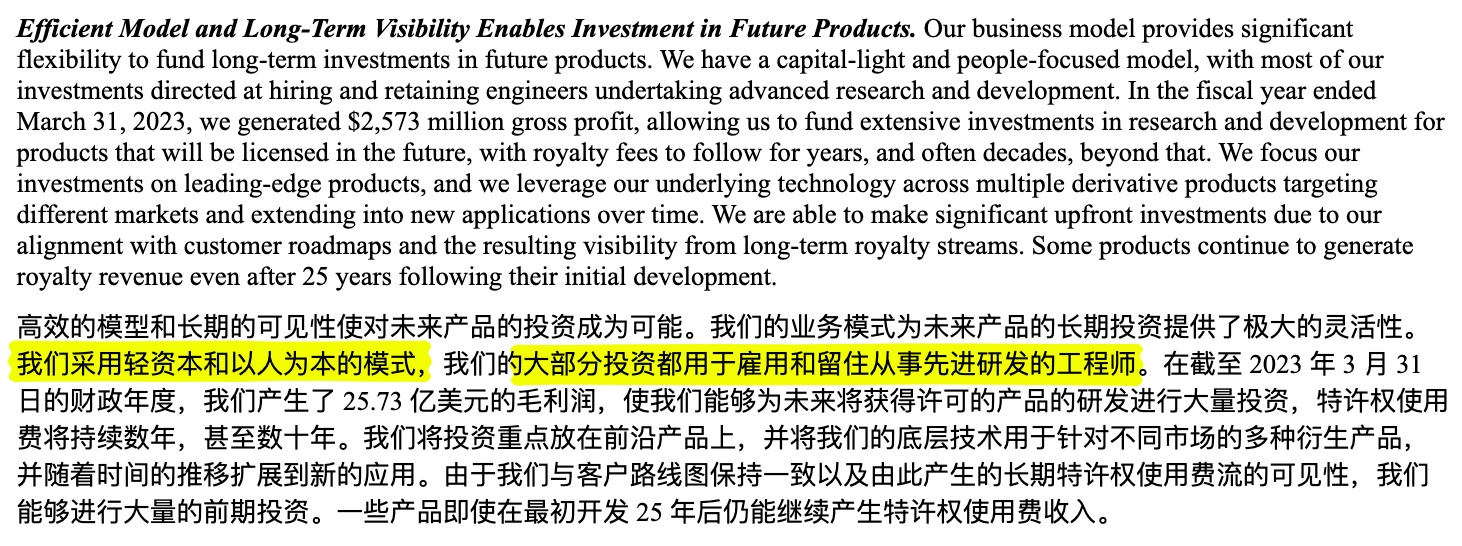 Efficient Model and Long-Term Visibility Enables Investment in Future Products. Our business model provides significant
flexibility to fund long-term investments in future products. We have a capital-light and people-focused model, with most of our
investments directed at hiring and retaining engineers undertaking advanced research and development. In the fiscal year ended
March 31, 2023, we generated $2,573 million gross profit, allowing us to fund extensive investments in research and development for
products that will be licensed in the future, with royalty fees to follow for years, and often decades, beyond that. We focus our
investments on leading-edge products, and we leverage our underlying technology across multiple derivative products targeting
different markets and extending into new applications over time. We are able to make significant upfront investments due to our
alignment with customer roadmaps and the resulting visibility from long-term royalty streams. Some products continue to generate
royalty revenue even after 25 years following their initial development.
高效的模型和长期的可见性使对未来产品的投资成为可能。我们的业务模式为未来产品的长期投资提供了极大的灵活性。
我们采用轻资本和以人为本的模式，我们的大部分投资都用于雇用和留住从事先进研发的工程师。在截至 2023 年 3 月 31
日的财政年度，我们产生了 25.73 亿美元的毛利润，使我们能够为未来将获得许可的产品的研发进行大量投资，特许权使用
费将持续数年，甚至数十年。我们将投资重点放在前沿产品上，并将我们的底层技术用于针对不同市场的多种衍生产品，
并随着时间的推移扩展到新的应用。由于我们与客户路线图保持一致以及由此产生的长期特许权使用费流的可见性，我们
能够进行大量的前期投资。一些产品即使在最初开发 25 年后仍能继续产生特许权使用费收入。